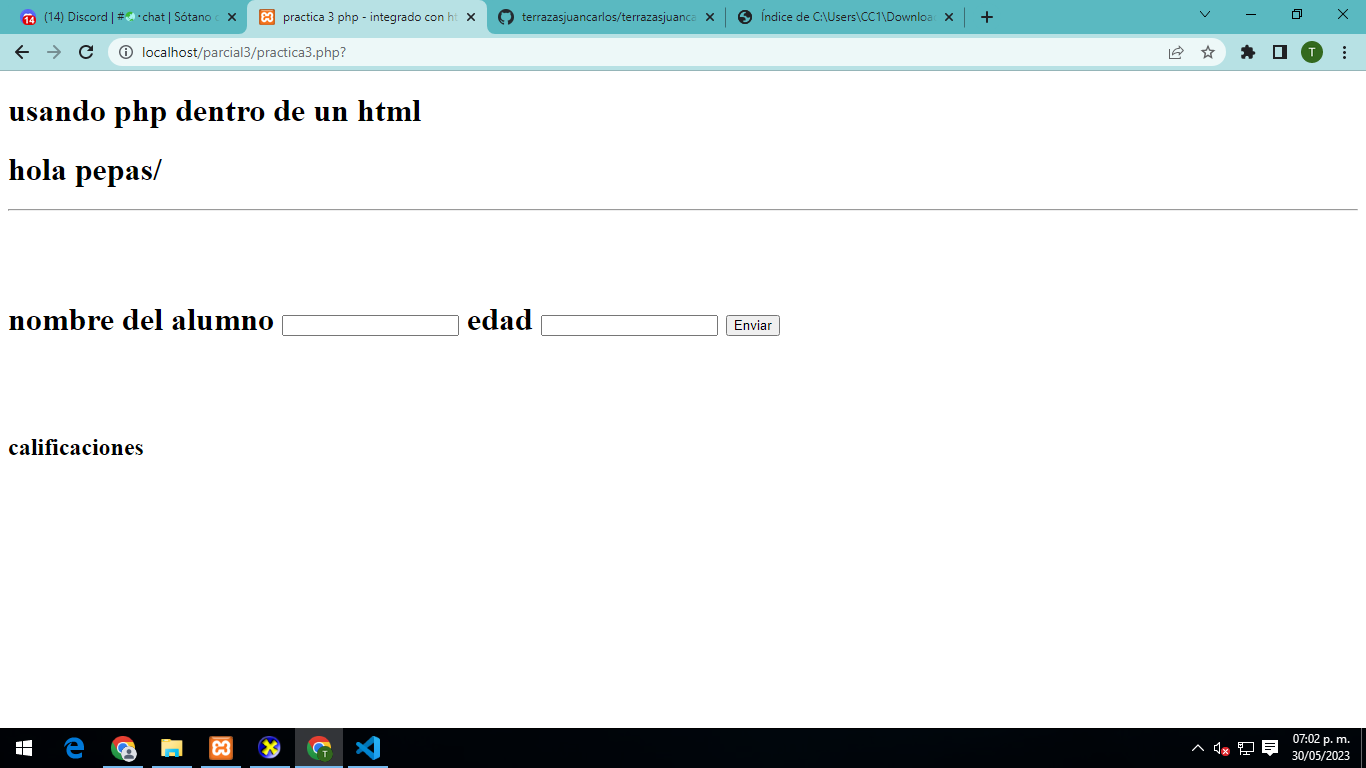 14 (14) Discord | # ・chat | Sótano practica 3 php - integrado con ht terrazasjuancarlos/terrazasjuanca Índice de C:\Users\CC1\Downloa
localhost/parcial3/practica3.php? T
usando php dentro de un html
hola pepas/
nombre del alumno edad Enviar
calificaciones
T 07:02 p. m.
30/05/2023